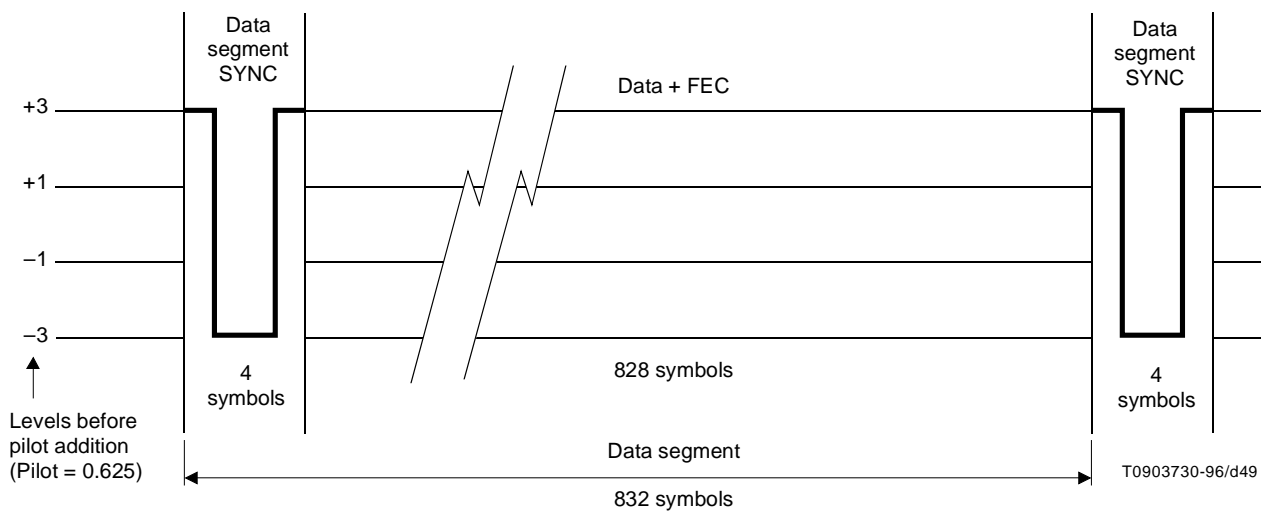 Data
segment
SYNC
Data
segment
SYNC
Data + FEC
+3
+1
–1
–3
4
symbols
828 symbols
4
symbols
Levels before
pilot addition
(Pilot = 0.625)
Data segment
832 symbols
T0903730-96/d49